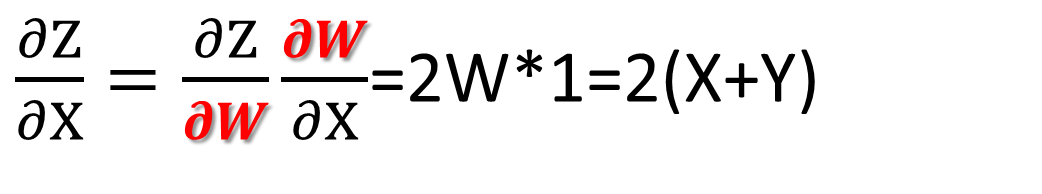 ∂Z/∂X = ∂Z/∂W ∂W/∂X =2W*1=2(X+Y)